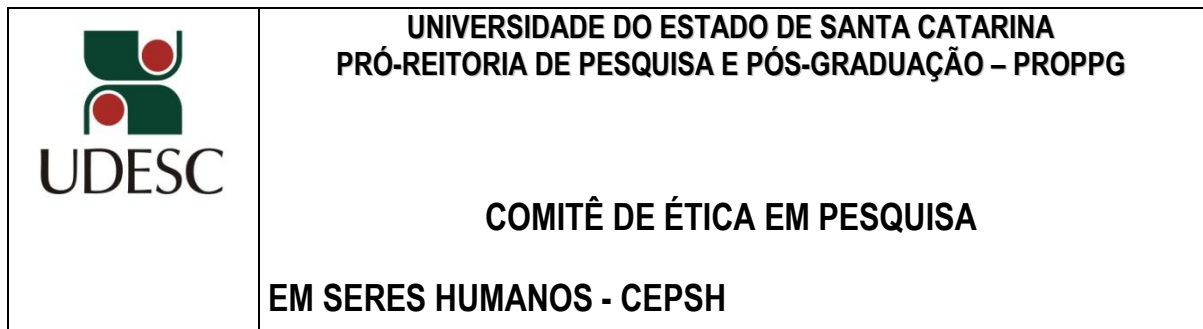 UNIVERSIDADE DO ESTADO DE SANTA CATARINA
PRÓ-REITORIA DE PESQUISA E PÓS-GRADUAÇÃO – PROPPG
UDESC
COMITÊ DE ÉTICA EM PESQUISA
EM SERES HUMANOS - CEPSH